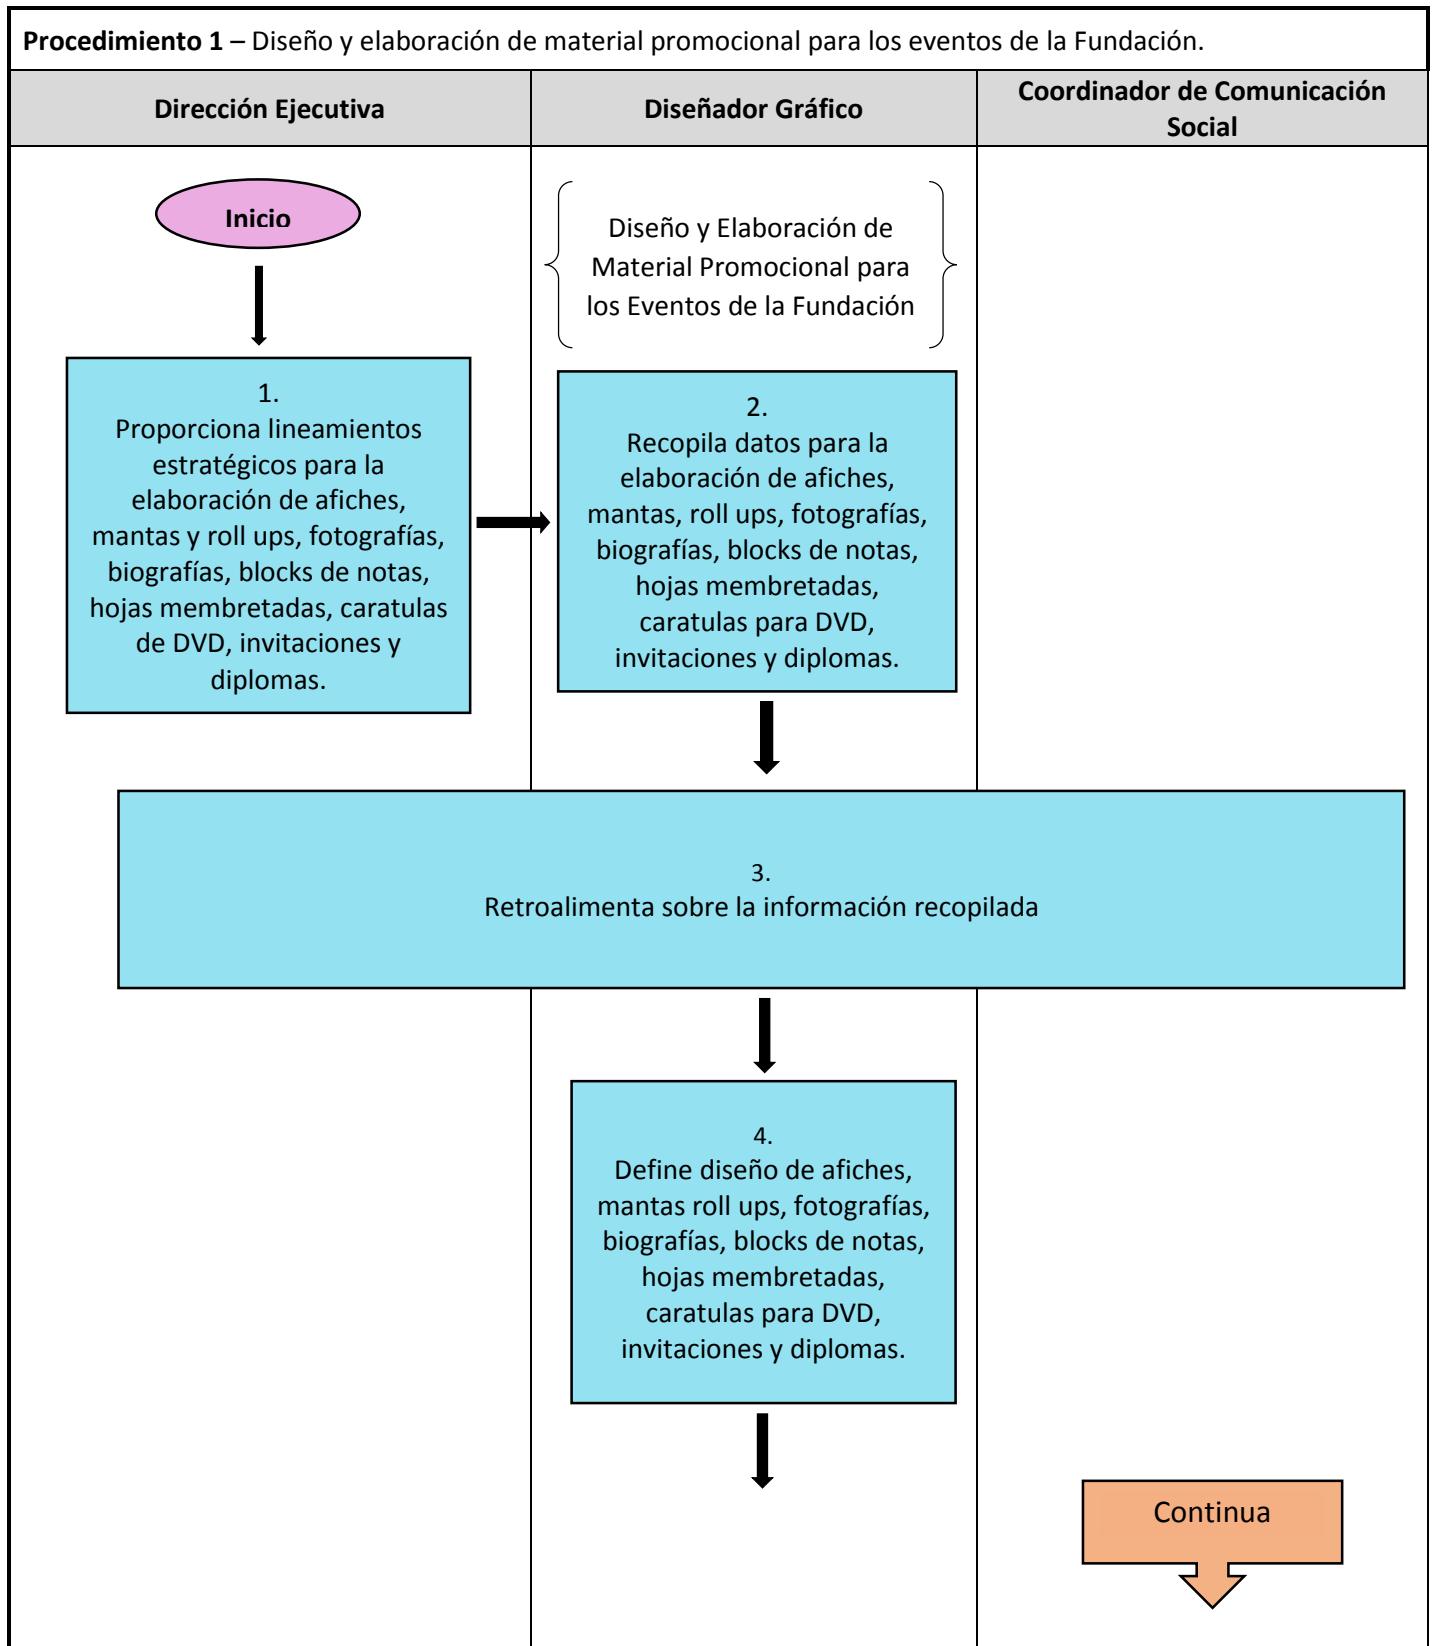 Procedimiento 1 – Diseño y elaboración de material promocional para los eventos de la Fundación.
Dirección Ejecutiva
Diseñador Gráfico
Coordinador de Comunicación
Social
Inicio
Diseño y Elaboración de
Material Promocional para
los Eventos de la Fundación
1.
Proporciona lineamientos
estratégicos para la
elaboración de afiches,
mantas y roll ups, fotografías,
biografías, blocks de notas,
hojas membretadas, caratulas
de DVD, invitaciones y
diplomas.
2.
Recopila datos para la
elaboración de afiches,
mantas, roll ups, fotografías,
biografías, blocks de notas,
hojas membretadas,
caratulas para DVD,
invitaciones y diplomas.
3.
Retroalimenta sobre la información recopilada
4.
Define diseño de afiches,
mantas roll ups, fotografías,
biografías, blocks de notas,
hojas membretadas,
caratulas para DVD,
invitaciones y diplomas.
Continua